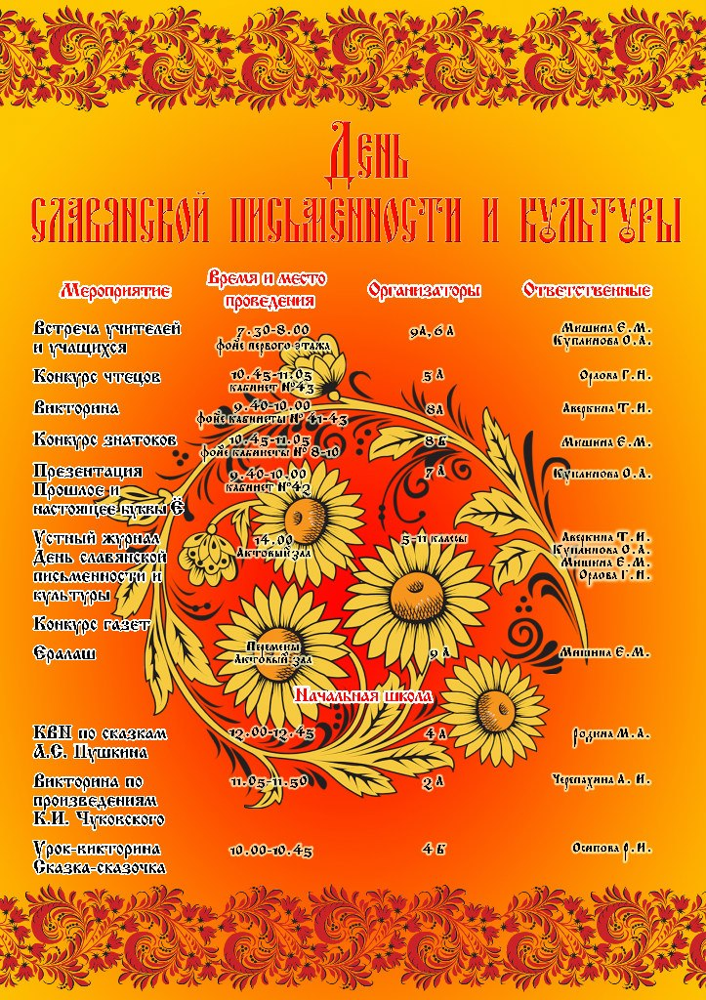 День
славянской письменности и культуры
Мероприятие
Время и место
проведения
Организаторы
Ответственные
Встреча учителей
и учащихся
7.30-8.00
фойе первого этажа
9А,6 А
Мишина Е.М.
Куплинова О.А.
Конкурс чтецов
10.45-11.05
кабинет №43
5 А
Орлова Г.Н.
Викторина
9.40-10.00
фойе кабинеты № 41-43
8А
Аверкина Т.И.
Конкурс знатоков
10.45-11.05
фойе кабинеты № 8-10
8 Б
Мишина Е.М.
Презентация
Прошлое и
настоящее буквы Ё
9.40-10.00
кабинет №42
7 А
Куплинова О.А.
Устный журнал
День славянской
письменности и
культуры
14.00
Актовый зал
5-11 классы
Аверкина Т.И.
Куплинова О.А.
Мишина Е.М.
Орлова Г.Н.
Конкурс газет
Ералаш
Перемены
Актовый зал
9 А
Мишина Е.М.
Начальная школа
КВН по сказкам
А.С. Пушкина
12.00-12.45
4 А
родина М.А.
Викторина по
произведениям
К.И. Чуковского
11.05-11.50
2 А
Черепахина А. И.
Урок-викторина
Сказка-сказочка
10.00-10.45
4 Б
Осипова р.И.